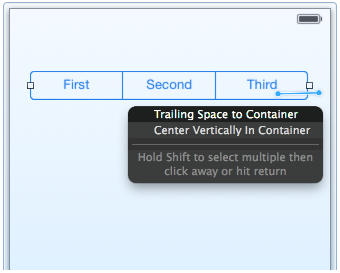 First Second Third
Trailing Space to Container
Center Vertically In Container
Hold Shift to select multiple then
click away or hit return